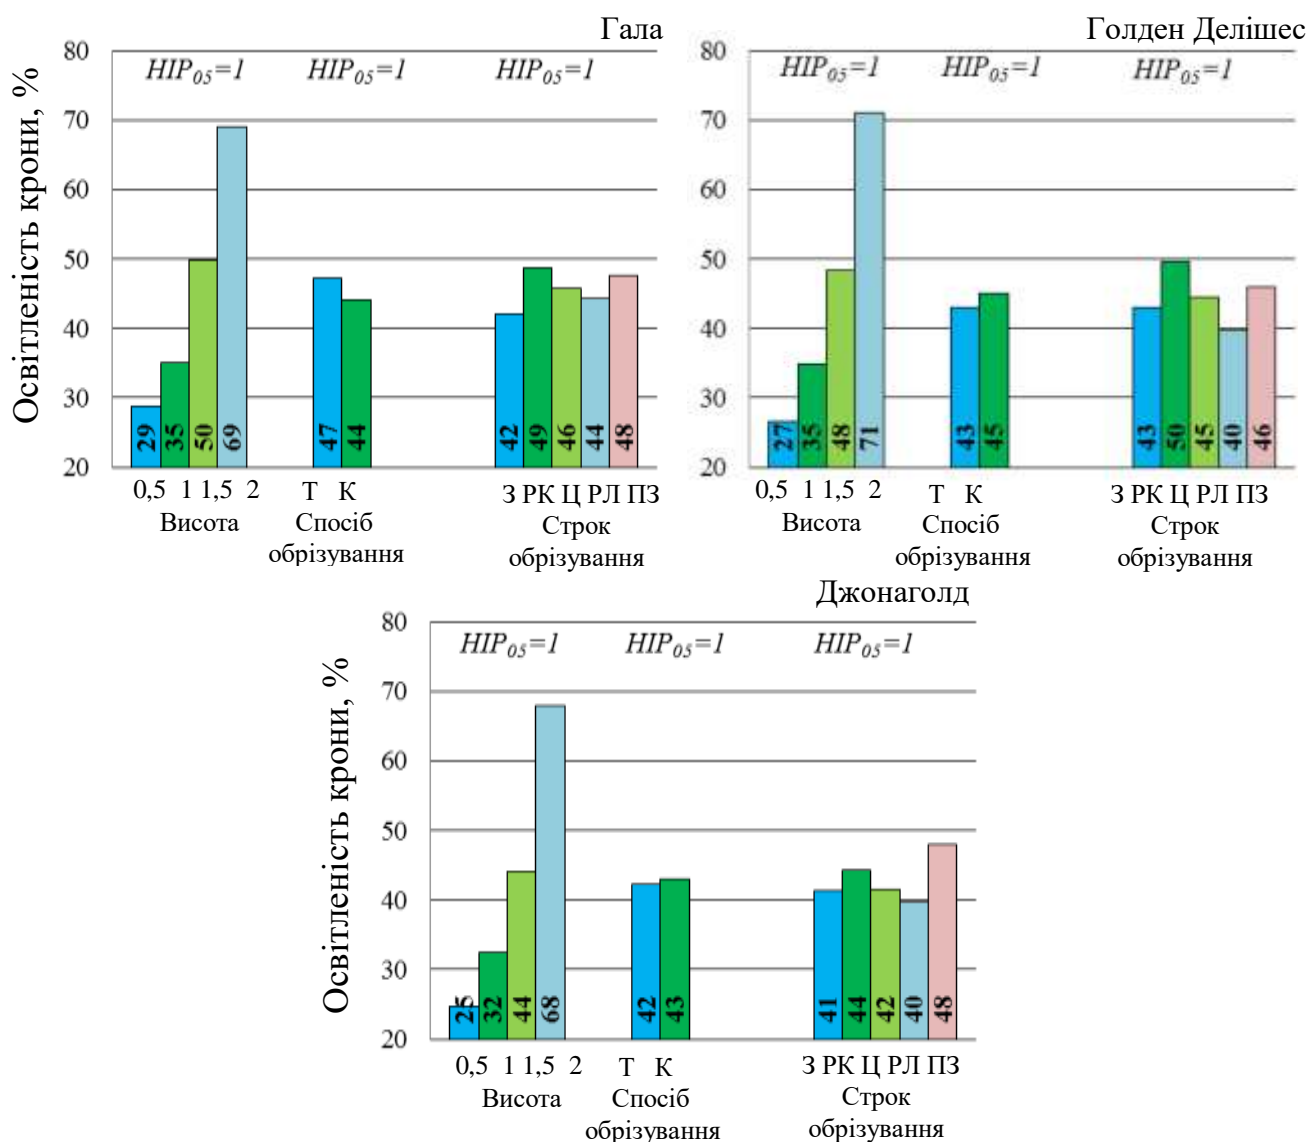 Гала
Освітленість крони, %
80
70
60
50
40
30
20
НІР05=1 НІР05=1 НІР05=1
29 35 50 69 47 44 42 49 46 44 48
0,5 1 1,5 2 Т К З РК Ц РЛ ПЗ
Висота Спосіб Строк
обрізування обрізування
Голден Делішес
80
70
60
50
40
30
20
НІР05=1 НІР05=1 НІР05=1
27 35 48 71 43 45 43 50 45 40 46
0,5 1 1,5 2 Т К З РК Ц РЛ ПЗ
Висота Спосіб Строк
обрізування обрізування
Джонаголд
Освітленість крони, %
80
70
60
50
40
30
20
НІР05=1 НІР05=1 НІР05=1
25 32 44 68 42 43 41 44 42 40 48
0,5 1 1,5 2 Т К З РК Ц РЛ ПЗ
Висота Спосіб Строк
обрізування обрізування